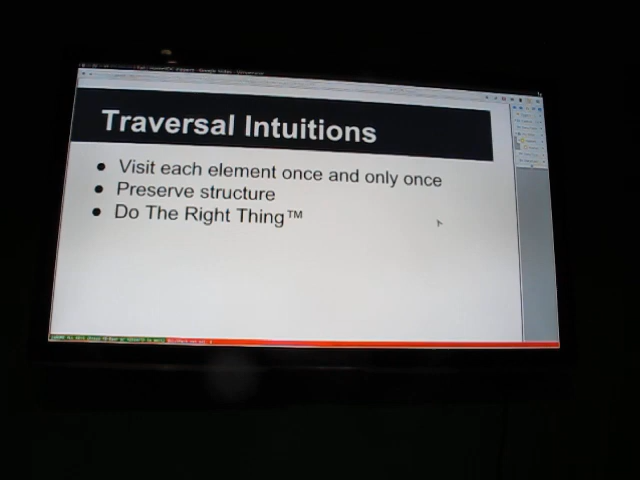 Traversal Intuitions
● Visit each element once and only once
● Preserve structure
● Do The Right Thing™